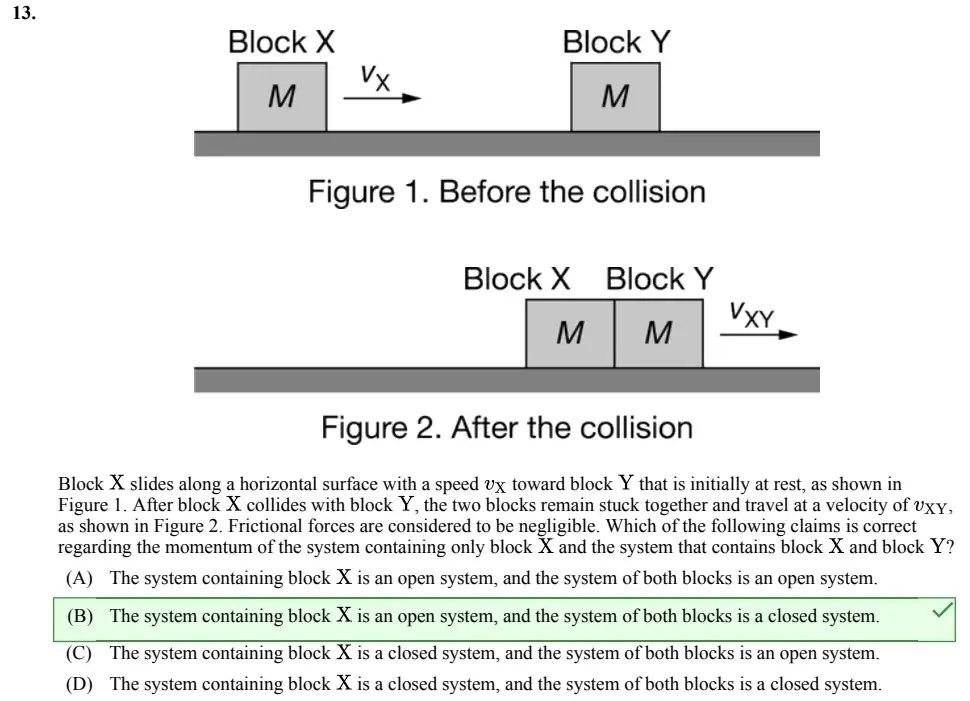 13.
Block X
Block Y
M
vX
M
Figure 1. Before the collision
Block X
Block Y
M
M
vXY
Figure 2. After the collision
Block X slides along a horizontal surface with a speed vX toward block Y that is initially at rest, as shown in
Figure 1. After block X collides with block Y, the two blocks remain stuck together and travel at a velocity of vXY,
as shown in Figure 2. Frictional forces are considered to be negligible. Which of the following claims is correct
regarding the momentum of the system containing only block X and the system that contains block X and block Y?
(A) The system containing block X is an open system, and the system of both blocks is an open system.
(B) The system containing block X is an open system, and the system of both blocks is a closed system.
(C) The system containing block X is a closed system, and the system of both blocks is an open system.
(D) The system containing block X is a closed system, and the system of both blocks is a closed system.